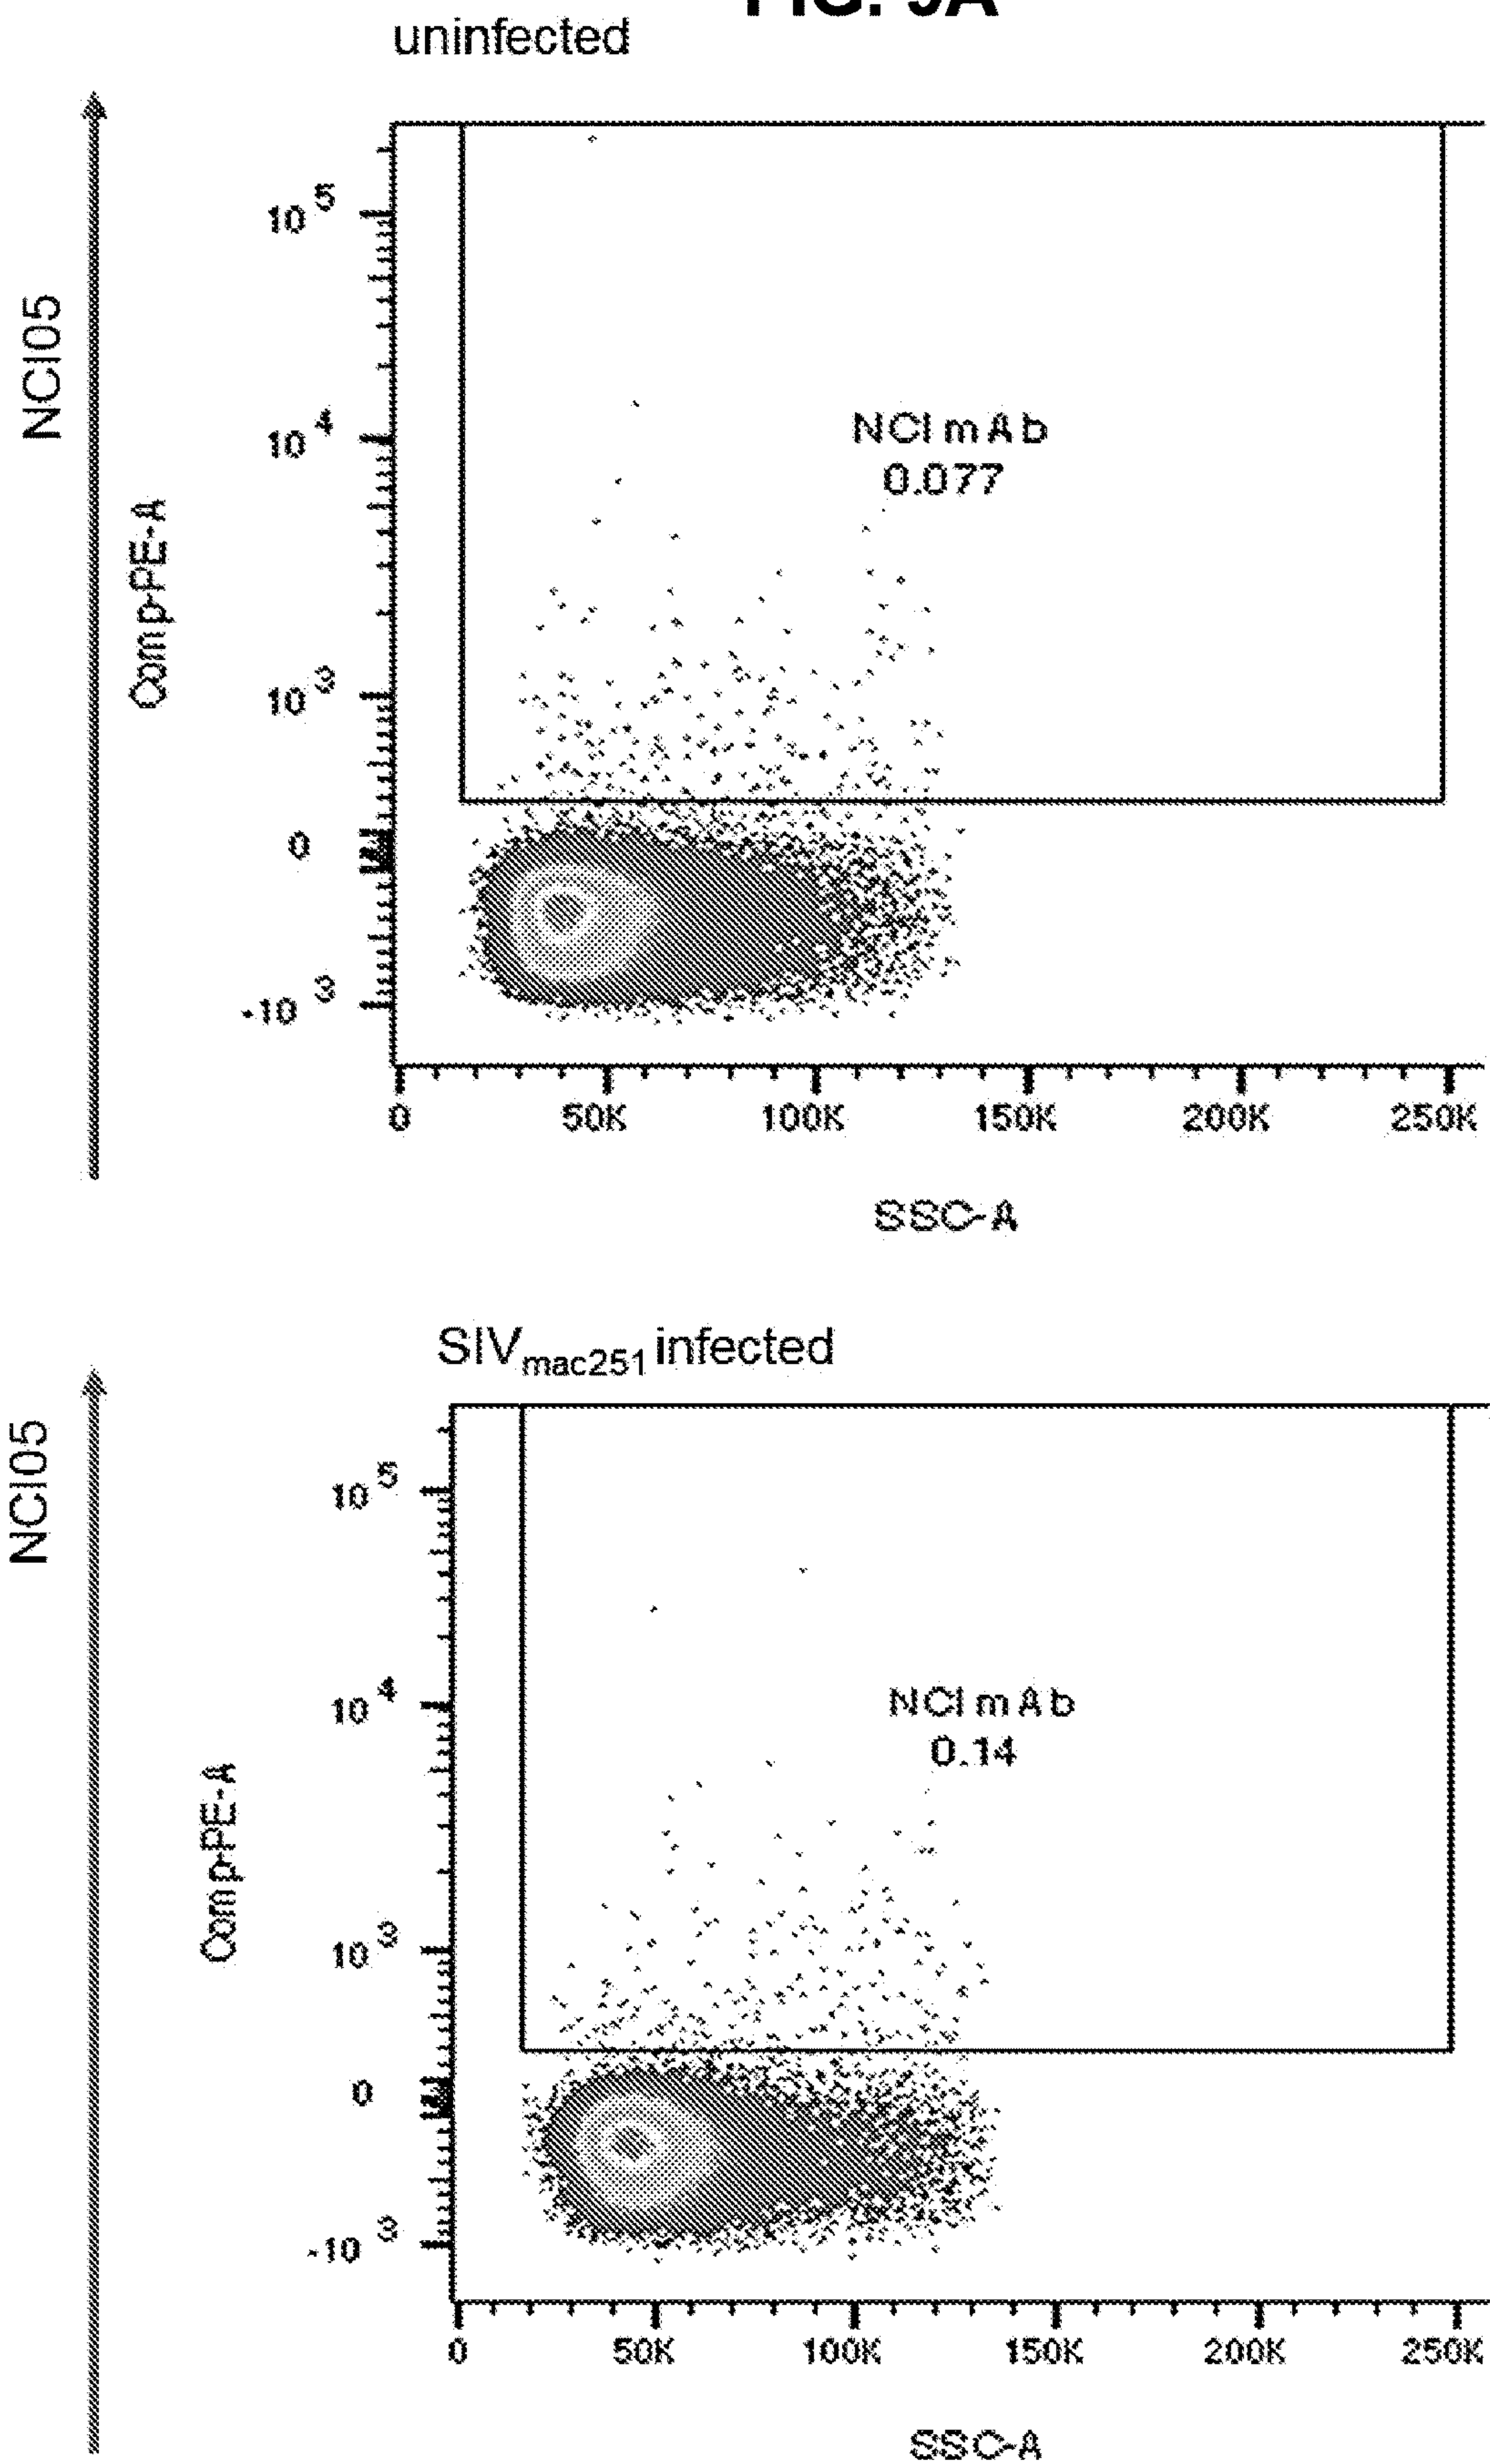 FIG. 9A
uninfected
NCI05
Comp-PE-A
10 5
10 4
10 3
0
-10 3
NCI mAb
0.077
0 50K 100K 150K 200K 250K
SSC-A
SIVmac251 infected
NCI05
Comp-PE-A
10 5
10 4
10 3
0
-10 3
NCI mAb
0.14
0 50K 100K 150K 200K 250K
SSC-A